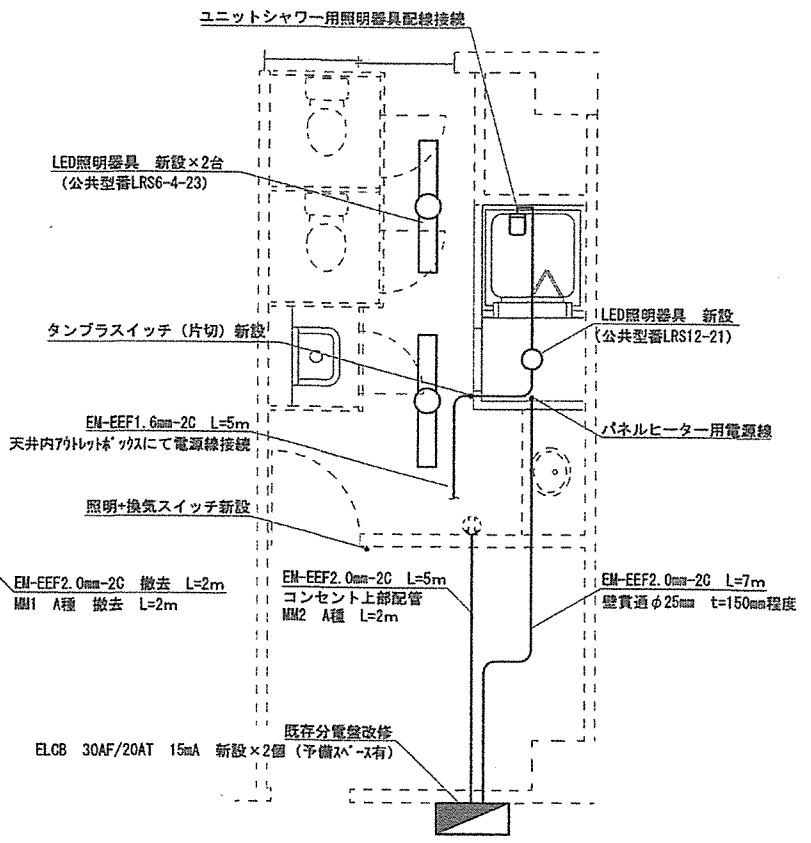 ユニットシャワー用照明器具配線接続
LED照明器具 新設×2台
(公共型番LRS6-4-23)
タンブラスイッチ（片切）新設
LED照明器具 新設
(公共型番LRS12-21)
EM-EEF1.6mm-2C L=5m
天井内ｱｳﾄﾚｯﾄﾎﾞｯｸｽにて電源線接続
パネルヒーター用電源線
照明+換気スイッチ新設
EM-EEF2.0mm-2C 撤去 L=2m
MM1 A種 撤去 L=2m
EM-EEF2.0mm-2C L=5m
コンセント上部配管
MM2 A種 L=2m
EM-EEF2.0mm-2C L=7m
壁貫通φ25mm t=150mm程度
既存分電盤改修
ELCB 30AF/20AT 15mA 新設×2個（予備ｽﾍﾟｰｽ有）